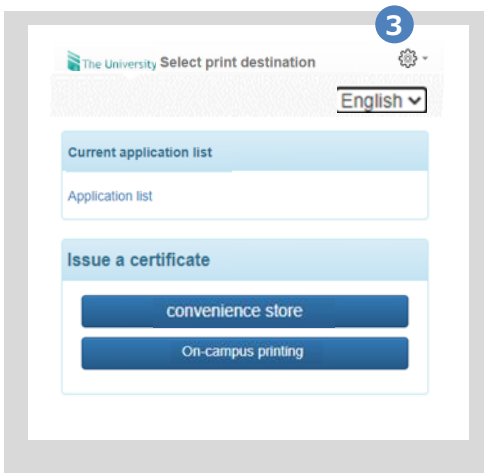 3
The University Select print destination
English
Current application list
Application list
Issue a certificate
convenience store
On-campus printing